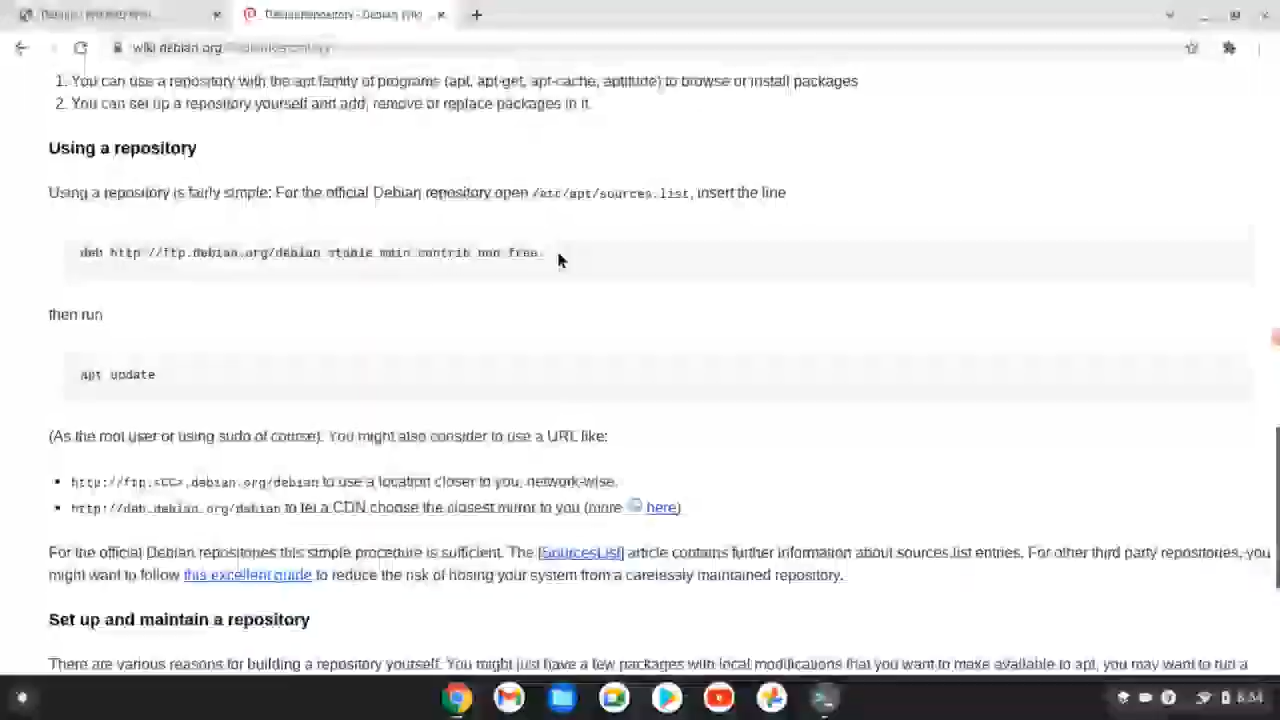 DebianRepository - Debian Wiki
wiki.debian.org
1. You can use a repository with the apt family of programs (apt, apt-get, apt-cache, aptitude) to browse or install packages
2. You can set up a repository yourself and add, remove or replace packages in it.
Using a repository
Using a repository is fairly simple: For the official Debian repository open /etc/apt/sources.list, insert the line
deb http://ftp.debian.org/debian stable main contrib non-free
then run
apt update
(As the root user or using sudo of course). You might also consider to use a URL like:
http://ftp.<CC>.debian.org/debian to use a location closer to you, network-wise.
http://deb.debian.org/debian to let a CDN choose the closest mirror to you (more here)
For the official Debian repositories this simple procedure is sufficient. The [SourcesList] article contains further information about sources.list entries. For other third party repositories, you
might want to follow this excellent guide to reduce the risk of hosing your system from a carelessly maintained repository.
Set up and maintain a repository
There are various reasons for building a repository yourself. You might just have a few packages with local modifications that you want to make available to apt, you may want to run a